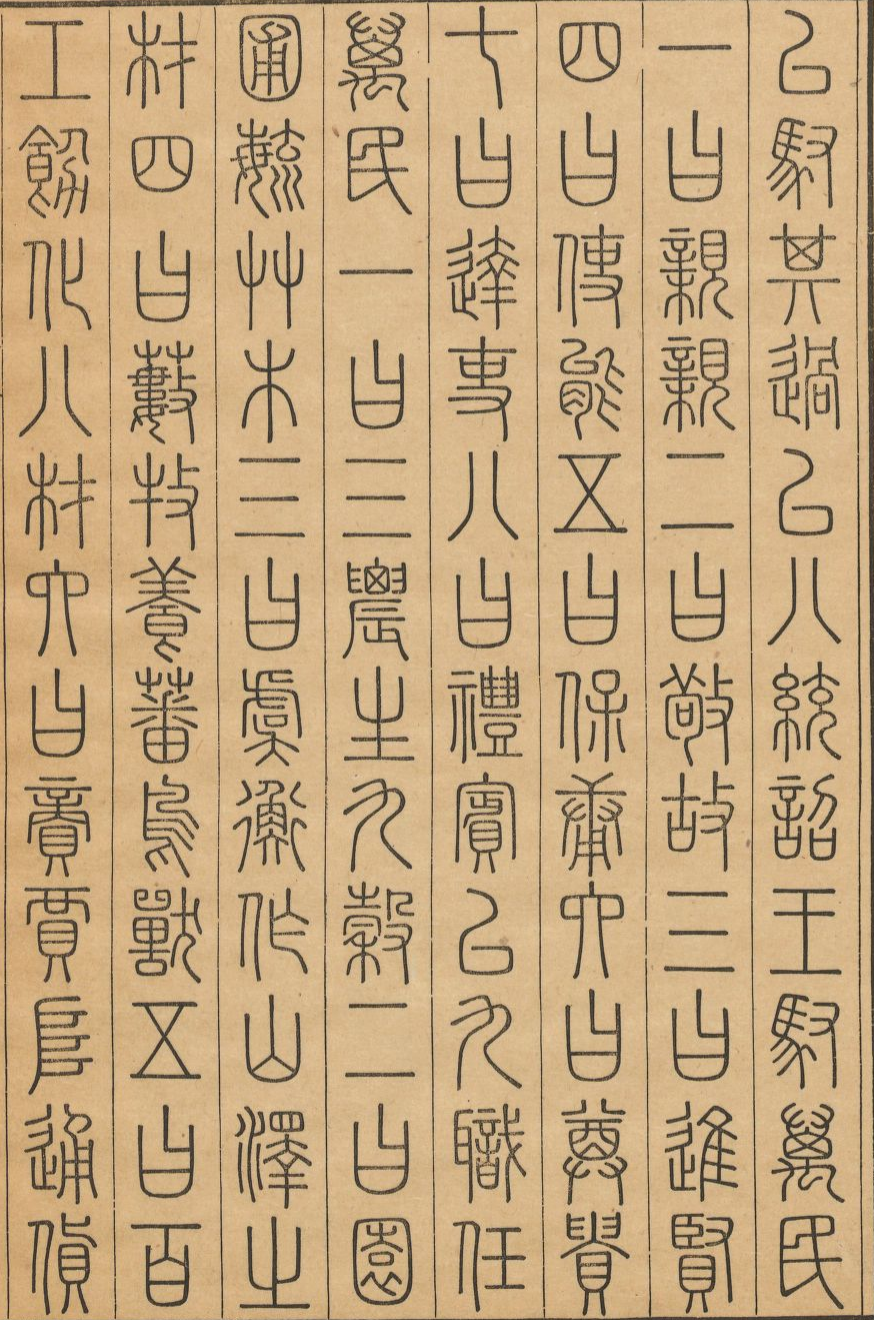 以馭其過以八統詔王馭萬民
一曰親親二曰敬故三曰進賢
四曰使能五曰保庸六曰尊貴
七曰達吏八曰禮賓以九職任
萬民一曰三農生九穀二曰園
圃毓艸木三曰虞衡作山澤之
材四曰藪牧養蕃鳥獸五曰百
工飭化八材六曰商賈阜通貨